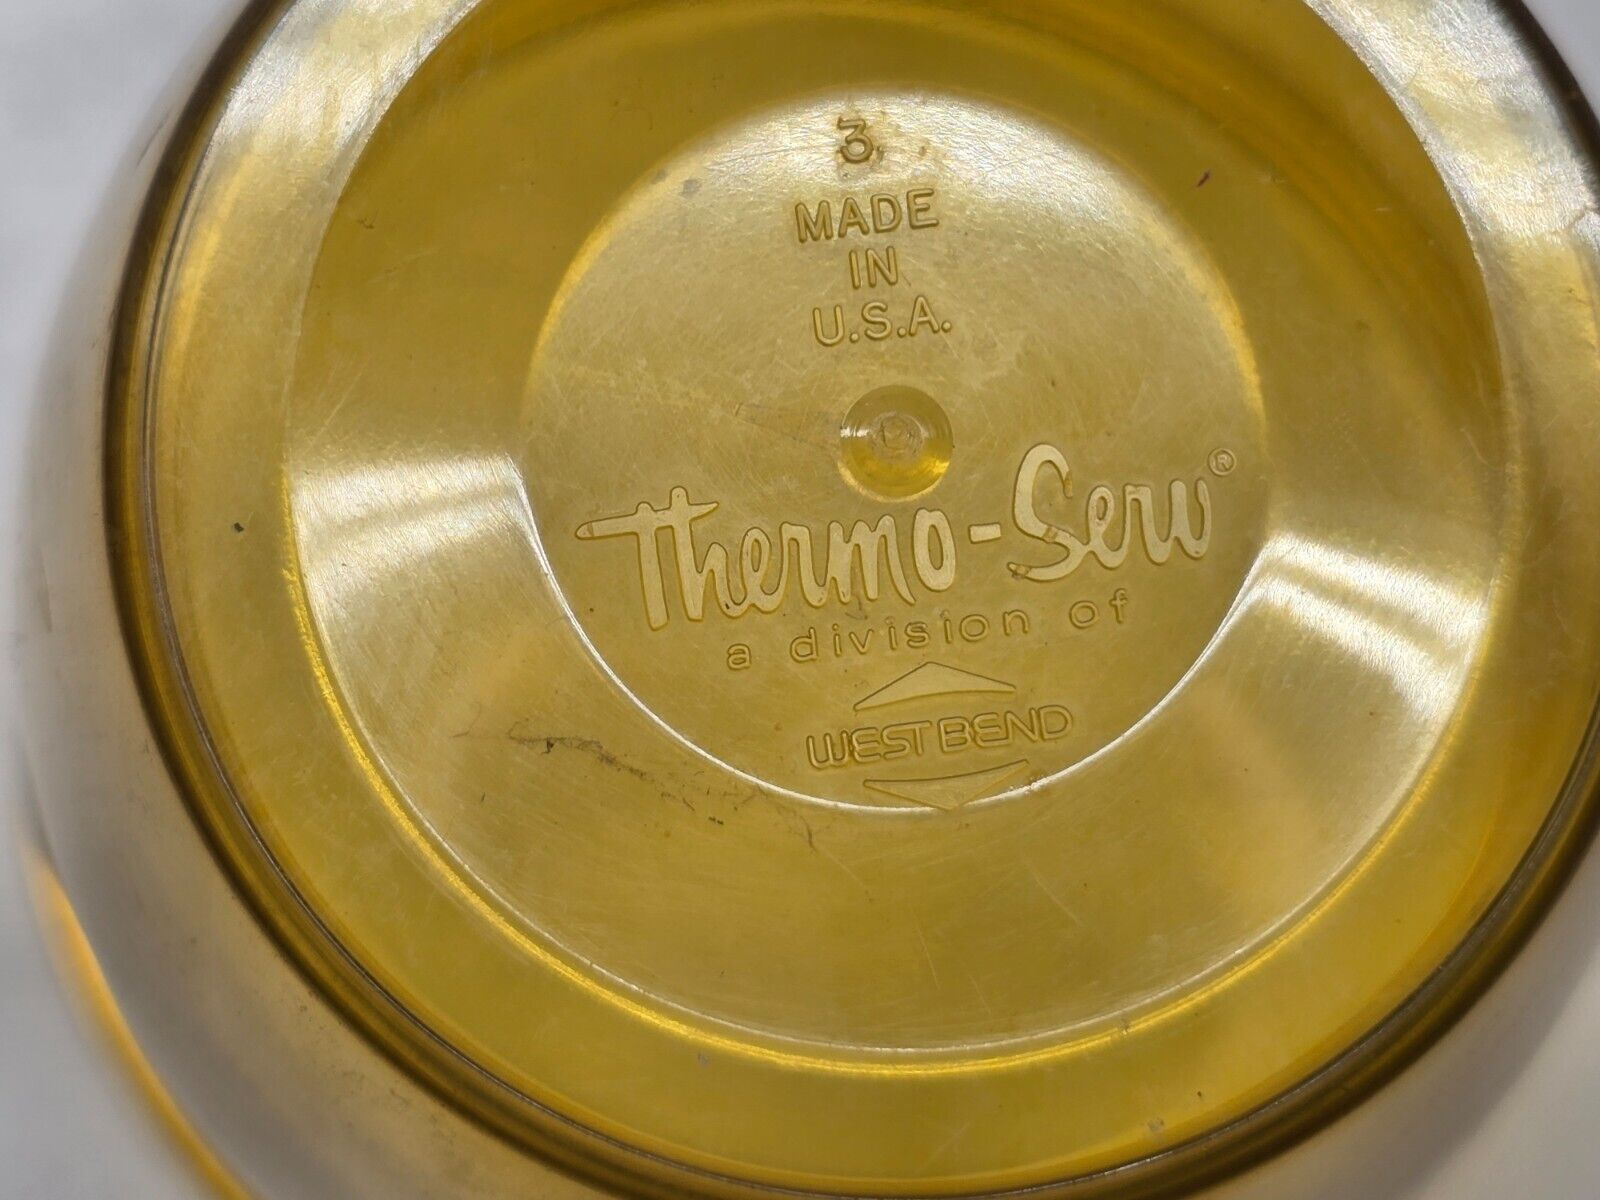 3
MADE
IN
U.S.A.
Thermo-Serv®
a division of
WEST BEND